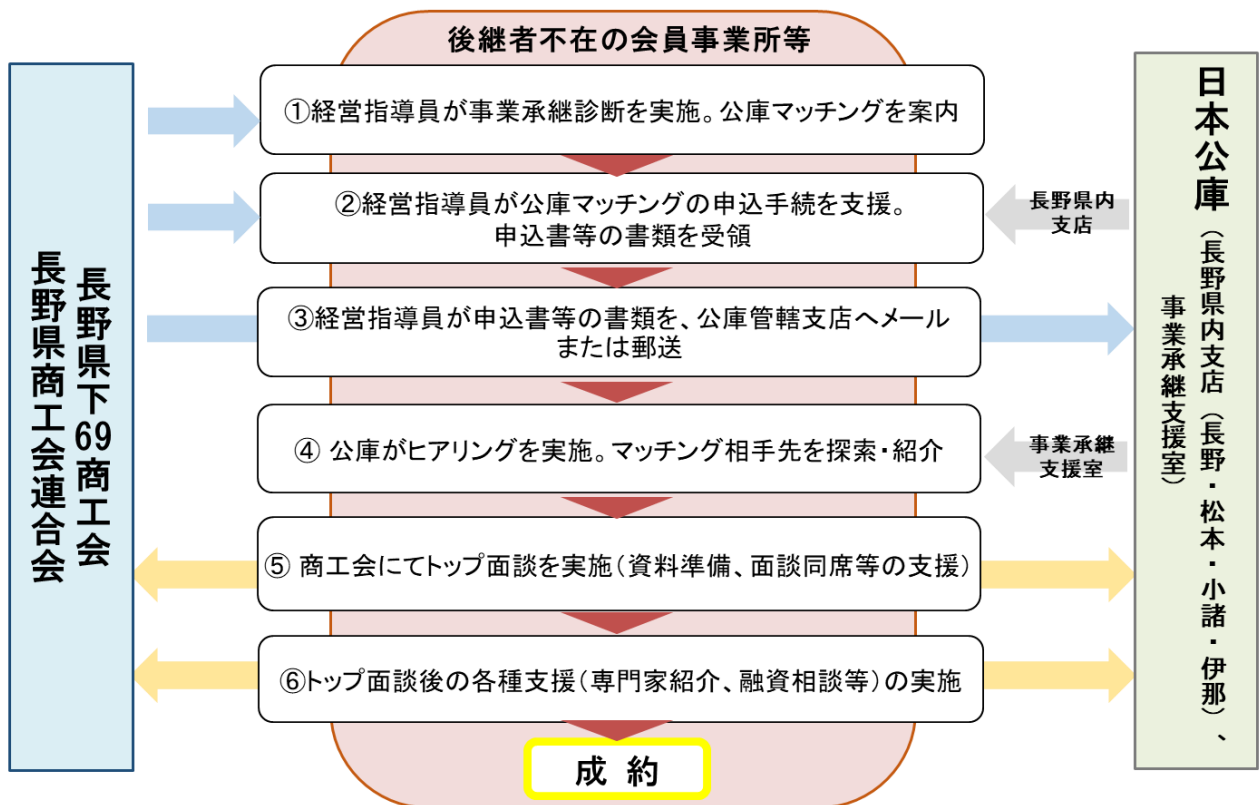 後継者不在の会員事業所等
長野県下69商工会
長野県商工会連合会
①経営指導員が事業承継診断を実施。公庫マッチングを案内
②経営指導員が公庫マッチングの申込手続を支援。
申込書等の書類を受領
長野県内
支店
③経営指導員が申込書等の書類を、公庫管轄支店へメール
または郵送
④ 公庫がヒアリングを実施。マッチング相手先を探索・紹介
事業承継
支援室
⑤ 商工会にてトップ面談を実施（資料準備、面談同席等の支援）
⑥トップ面談後の各種支援（専門家紹介、融資相談等）の実施
成 約
日本公庫（長野県内支店（長野・松本・小諸・伊那）、
事業承継支援室）